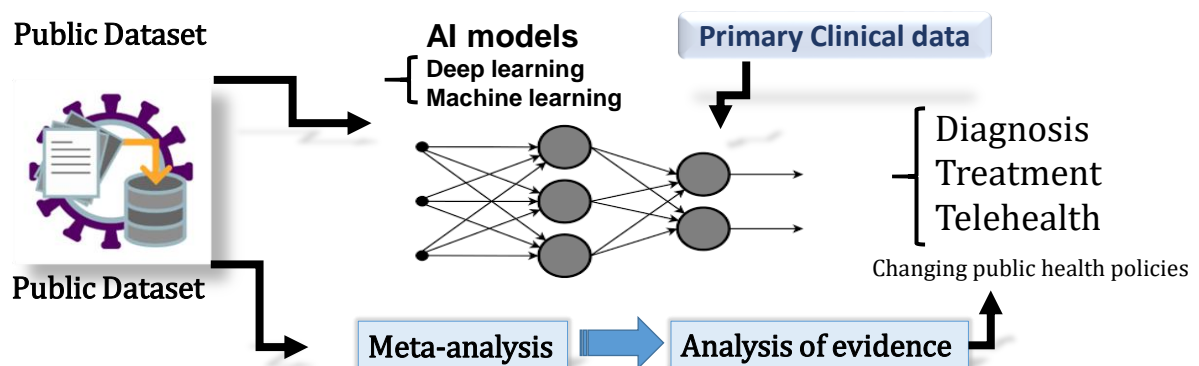 Public Dataset
AI models
Deep learning
Machine learning
Primary Clinical data
Diagnosis
Treatment
Telehealth
Changing public health policies
Public Dataset
Meta-analysis
Analysis of evidence